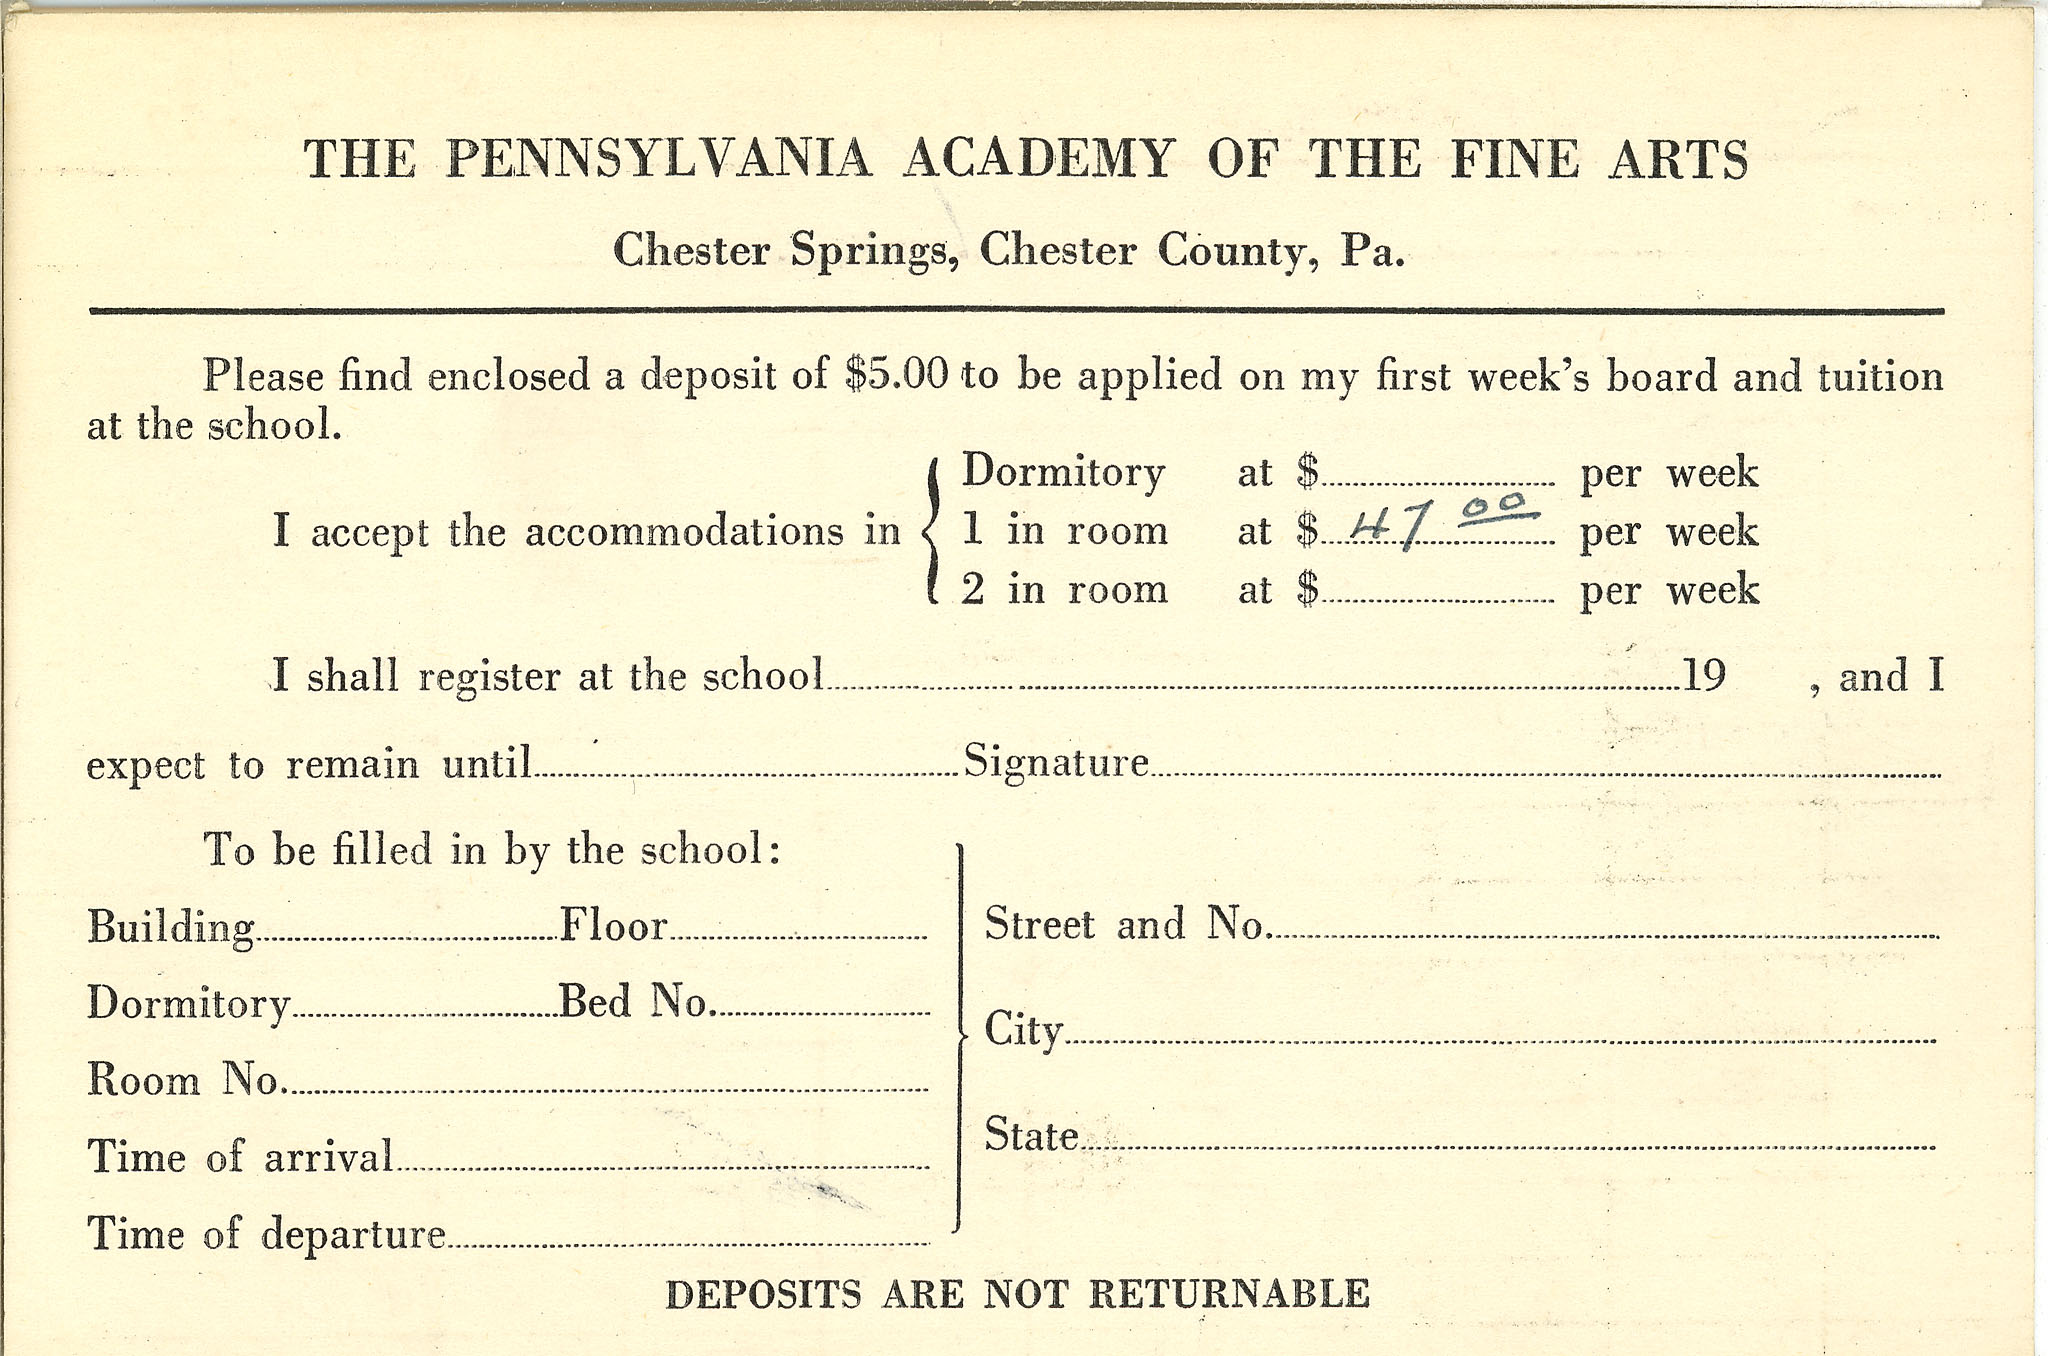 THE PENNSYLVANIA ACADEMY OF THE FINE ARTS
Chester Springs, Chester County, Pa.
Please find enclosed a deposit of $5.00 to be applied on my first week's board and tuition
at the school.
I accept the accommodations in
Dormitory at $ per week
1 in room at $ 47 00 per week
2 in room at $ per week
I shall register at the school 19 , and I
expect to remain until Signature
To be filled in by the school:
Building Floor
Dormitory Bed No.
Room No.
Time of arrival
Time of departure
Street and No.
City
State
DEPOSITS ARE NOT RETURNABLE